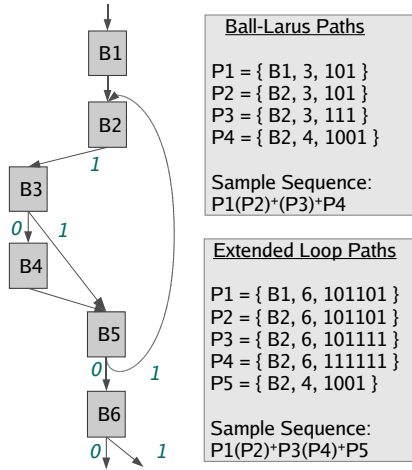 B1
B2
1
B3
0
1
B4
B5
0
1
B6
0
1
Ball-Larus Paths
P1 = { B1, 3, 101 }
P2 = { B2, 3, 101 }
P3 = { B2, 3, 111 }
P4 = { B2, 4, 1001 }
Sample Sequence:
P1(P2)⁺(P3)⁺P4
Extended Loop Paths
P1 = { B1, 6, 101101 }
P2 = { B2, 6, 101101 }
P3 = { B2, 6, 101111 }
P4 = { B2, 6, 111111 }
P5 = { B2, 4, 1001 }
Sample Sequence:
P1(P2)⁺P3(P4)⁺P5